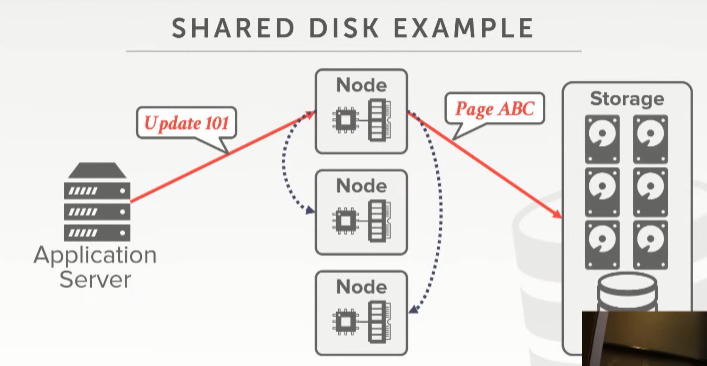 SHARED DISK EXAMPLE
Node
Update 101
Page ABC
Storage
Node
Application
Server
Node